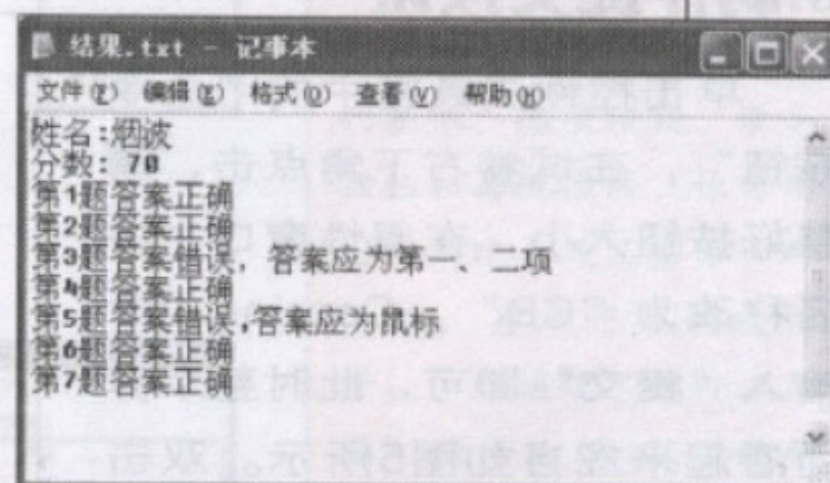 结果.txt - 记事本
文件(F) 编辑(E) 格式(O) 查看(V) 帮助(H)
姓名:烟波
分数: 70
第1题答案正确
第2题答案正确
第3题答案错误, 答案应为第一、二项
第4题答案正确
第5题答案错误,答案应为鼠标
第6题答案正确
第7题答案正确